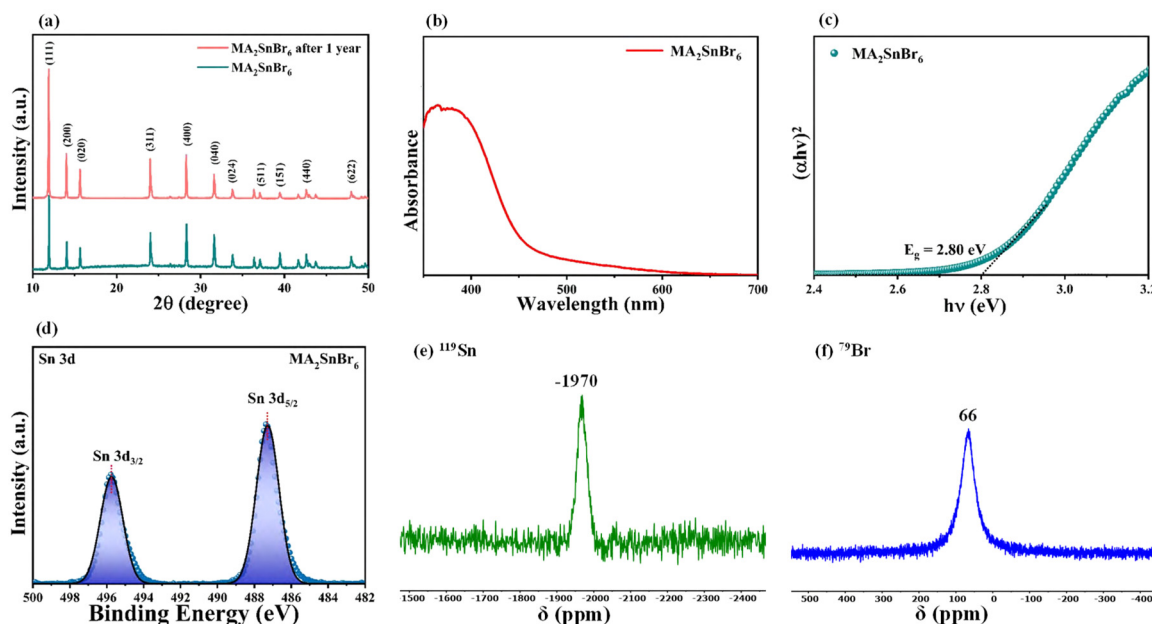 (a)
MA₂SnBr₆ after 1 year
MA₂SnBr₆
(111)
(200)
(020)
(311)
(400)
(040)
(024)
(511)
(151)
(440)
(622)
Intensity (a.u.)
10 20 30 40 50
2θ (degree)
(b)
MA₂SnBr₆
Absorbance
400 500 600 700
Wavelength (nm)
(c)
MA₂SnBr₆
(αhν)²
E_g = 2.80 eV
2.4 2.6 2.8 3.0 3.2
hν (eV)
(d)
Sn 3d
MA₂SnBr₆
Sn 3d₃/₂
Sn 3d₅/₂
Intensity (a.u.)
500 498 496 494 492 490 488 486 484 482
Binding Energy (eV)
(e) ¹¹⁹Sn
-1970
-1500 -1600 -1700 -1800 -1900 -2000 -2100 -2200 -2300 -2400
δ (ppm)
(f) ⁷⁹Br
66
500 400 300 200 100 0 -100 -200 -300 -400
δ (ppm)